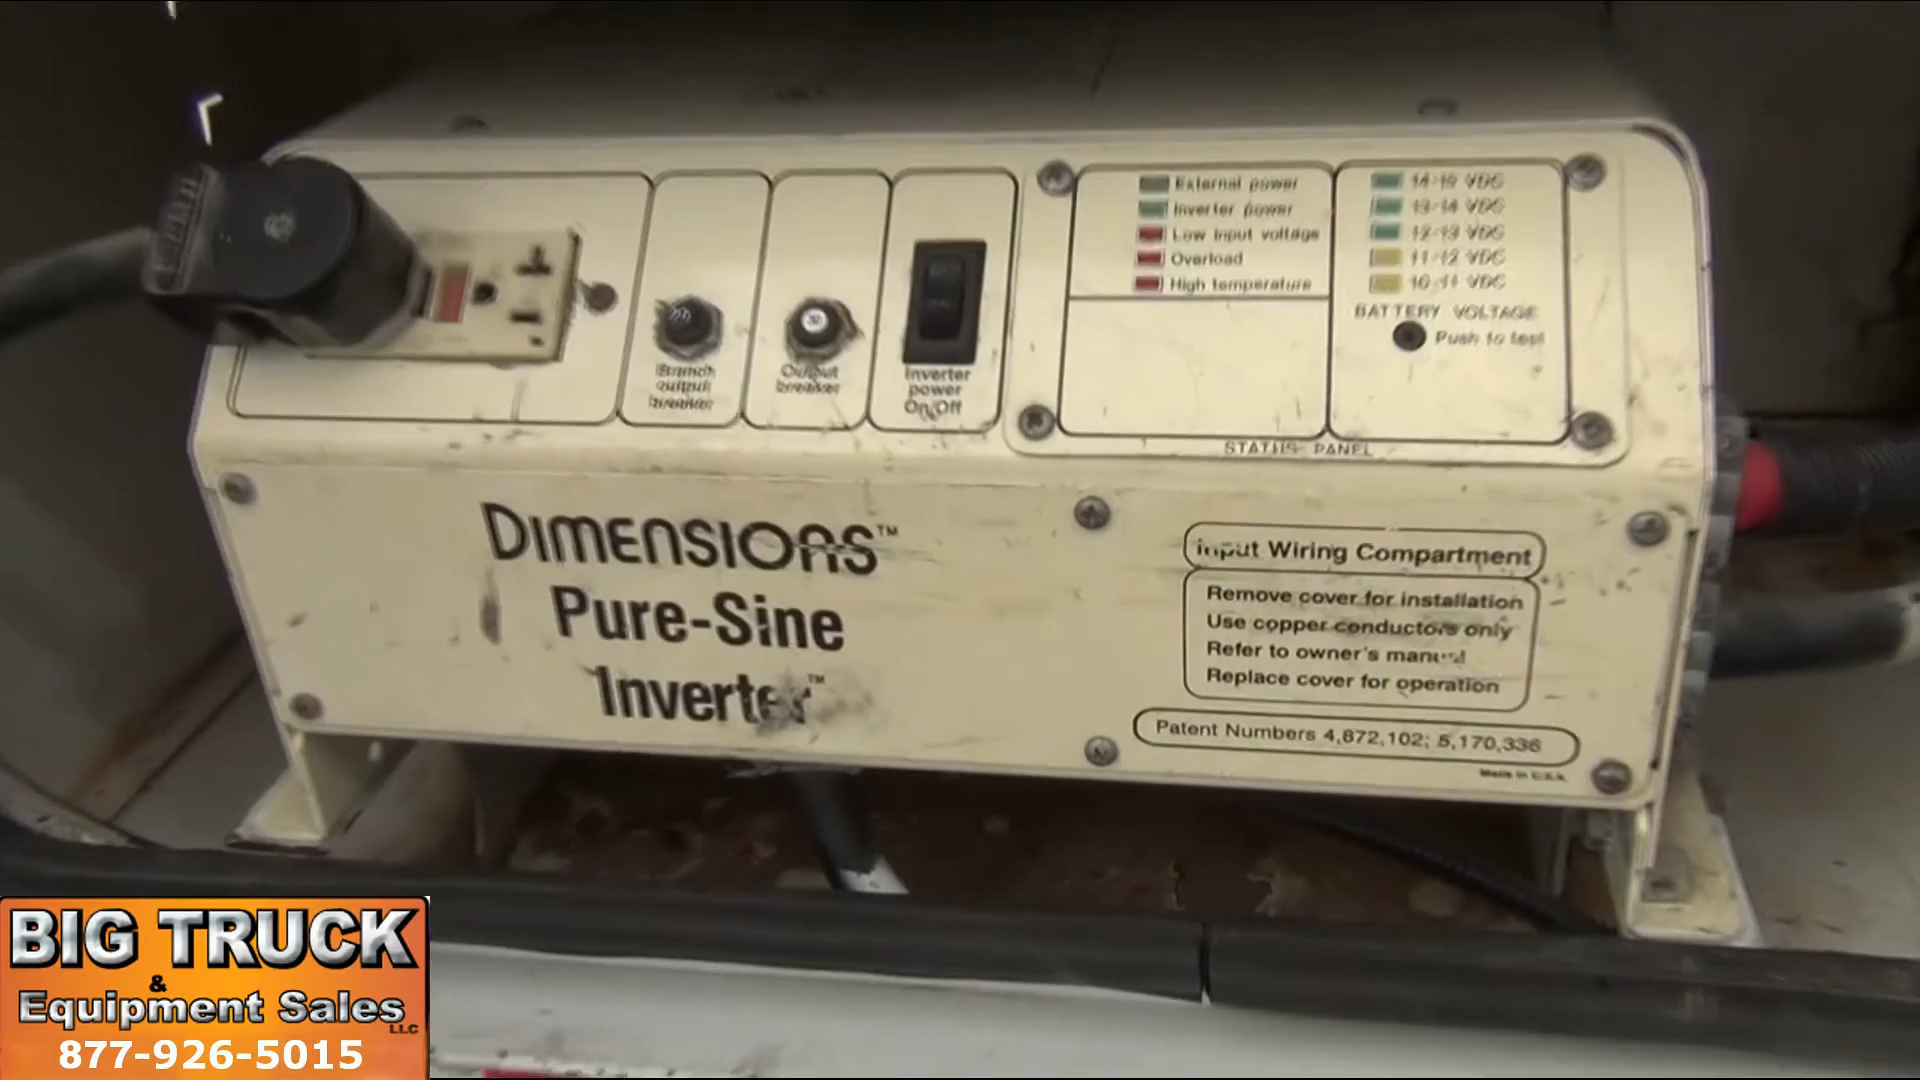 External power
Inverter power
Low input voltage
Overload
High temperature
14-15 VDC
13-14 VDC
12-13 VDC
11-12 VDC
10-11 VDC
BATTERY VOLTAGE
Push to test
Branch
output
breaker
Output
breaker
Inverter
power
On/Off
STATUS PANEL
DIMENSIONS™
Pure-Sine
Inverter™
Input Wiring Compartment
Remove cover for installation
Use copper conductors only
Refer to owner's manual
Replace cover for operation
Patent Numbers 4,872,102; 5,170,336
Made in U.S.A.
BIG TRUCK
&
Equipment Sales
LLC
877-926-5015